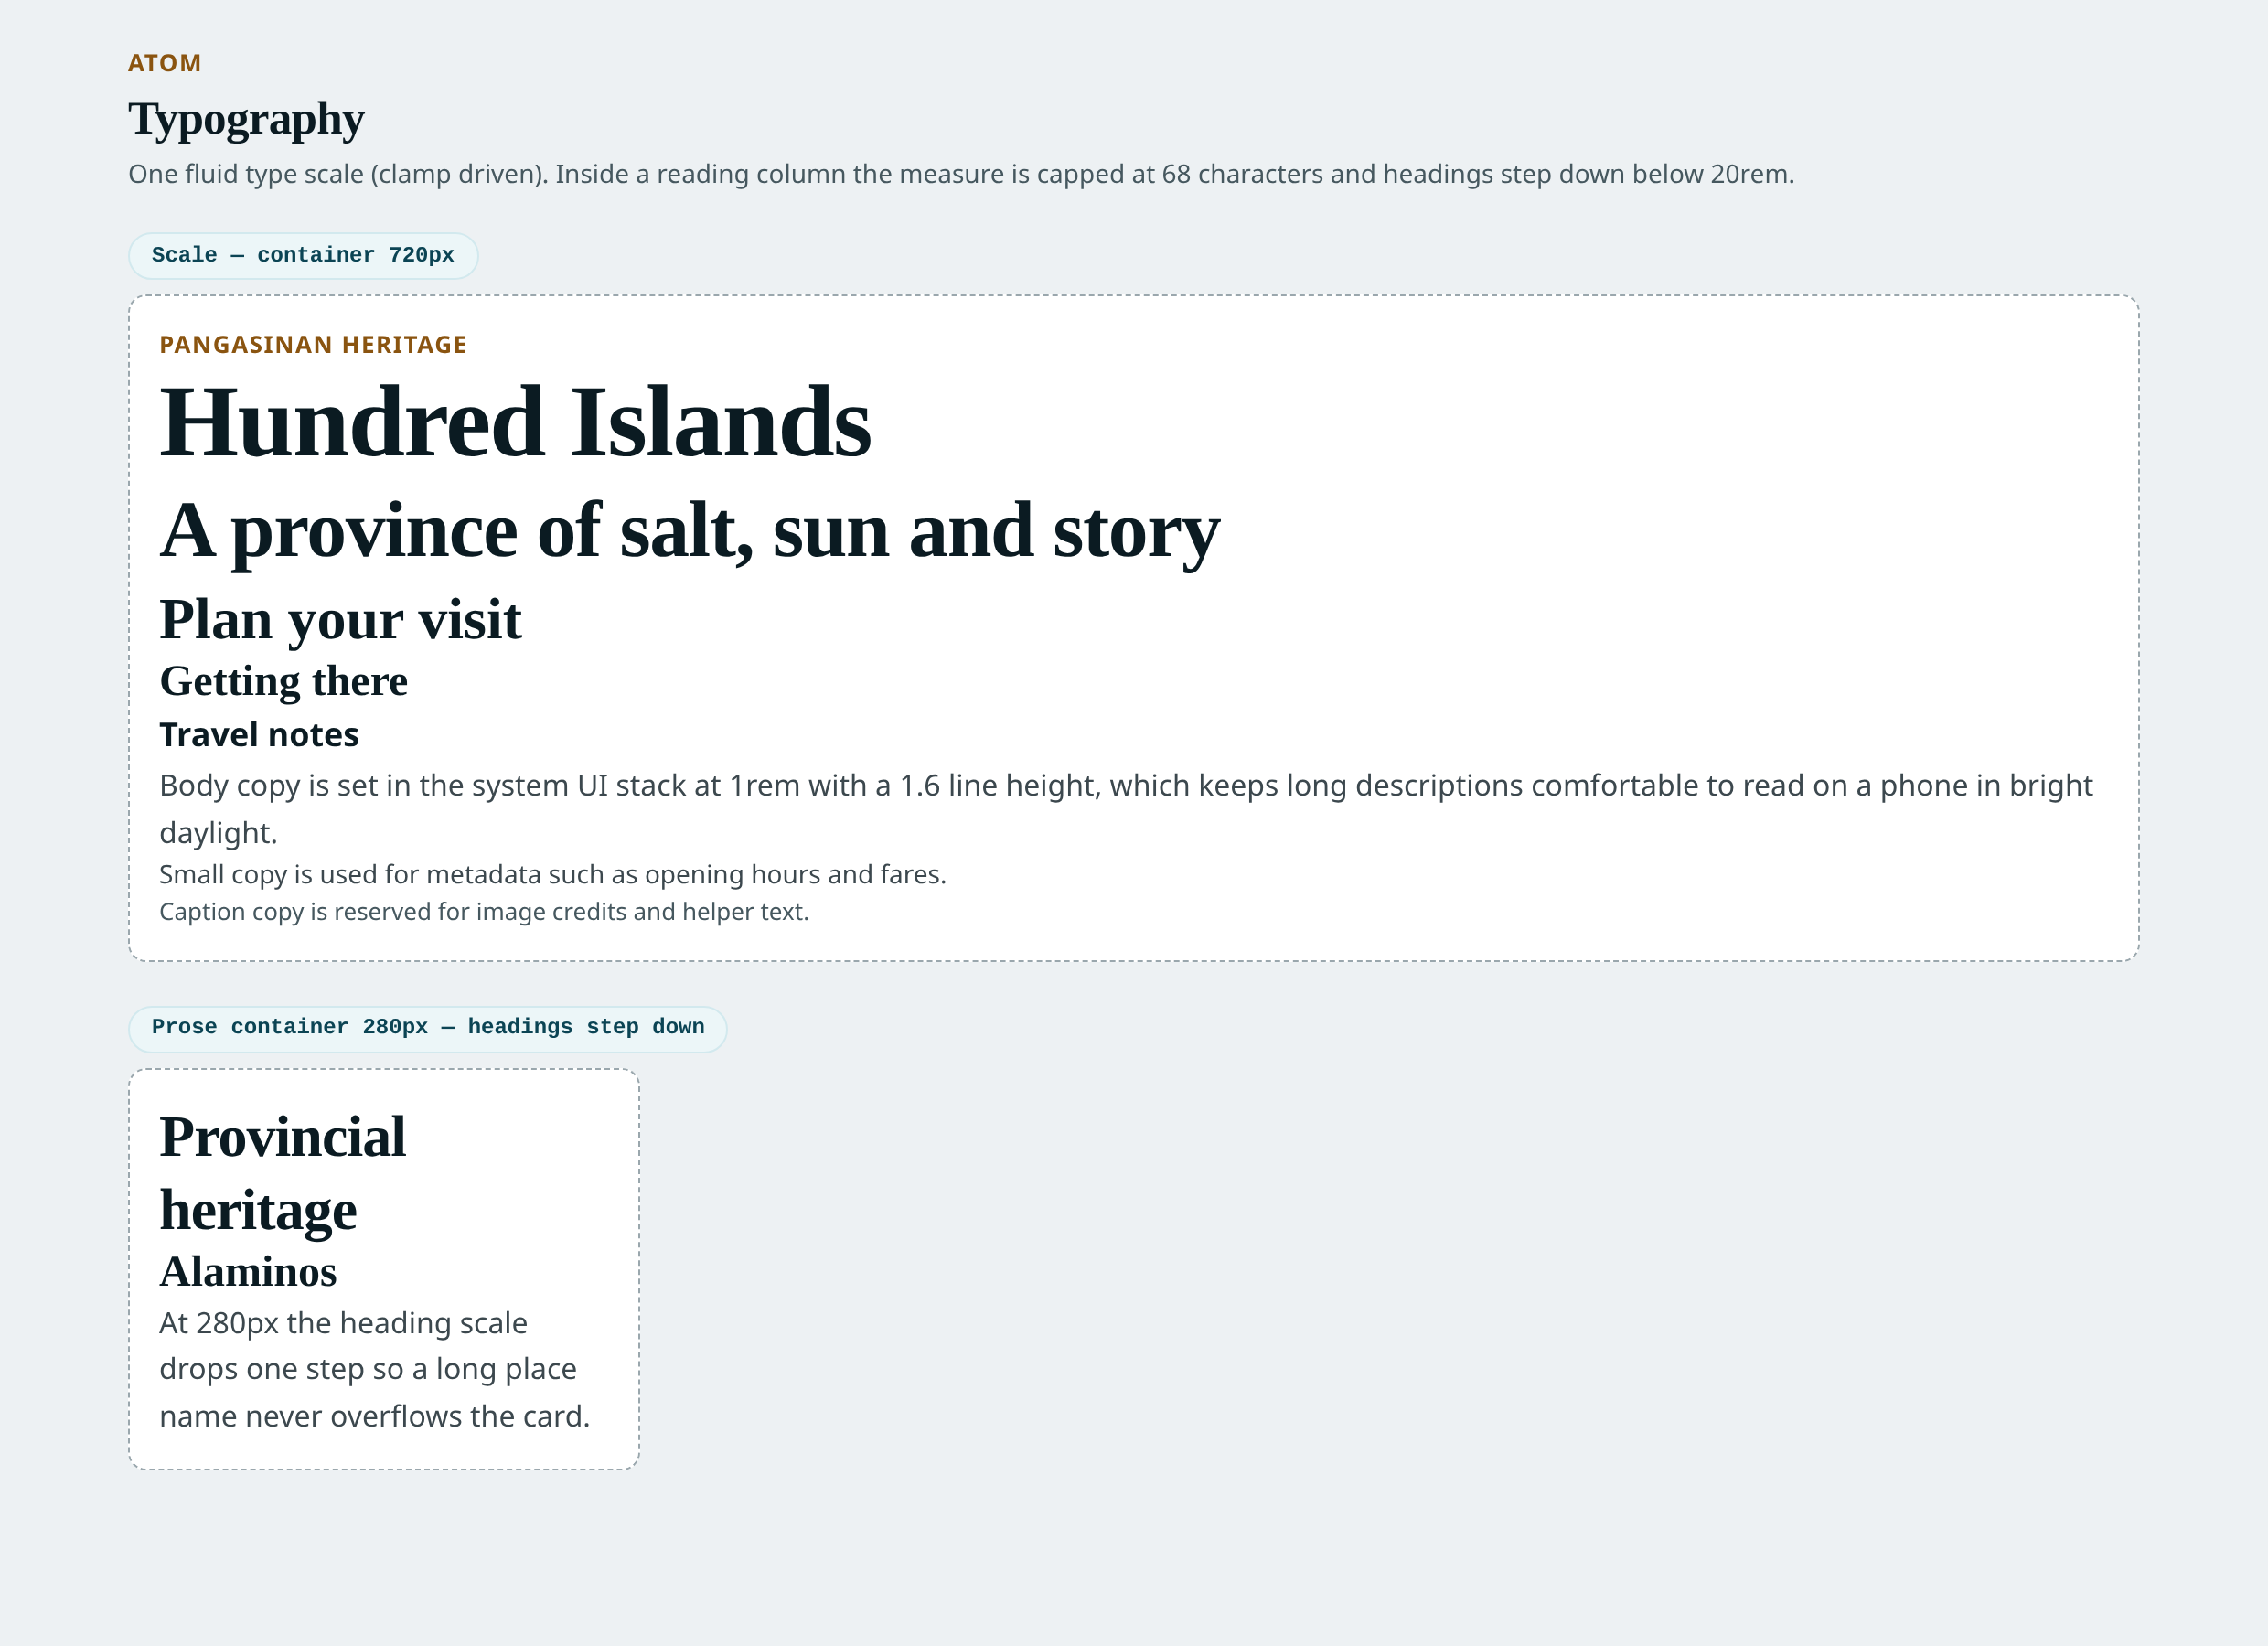 ATOM
Typography
One fluid type scale (clamp driven). Inside a reading column the measure is capped at 68 characters and headings step down below 20rem.
Scale — container 720px
PANGASINAN HERITAGE
Hundred Islands
A province of salt, sun and story
Plan your visit
Getting there
Travel notes
Body copy is set in the system UI stack at 1rem with a 1.6 line height, which keeps long descriptions comfortable to read on a phone in bright
daylight.
Small copy is used for metadata such as opening hours and fares.
Caption copy is reserved for image credits and helper text.
Prose container 280px — headings step down
Provincial
heritage
Alaminos
At 280px the heading scale
drops one step so a long place
name never overflows the card.